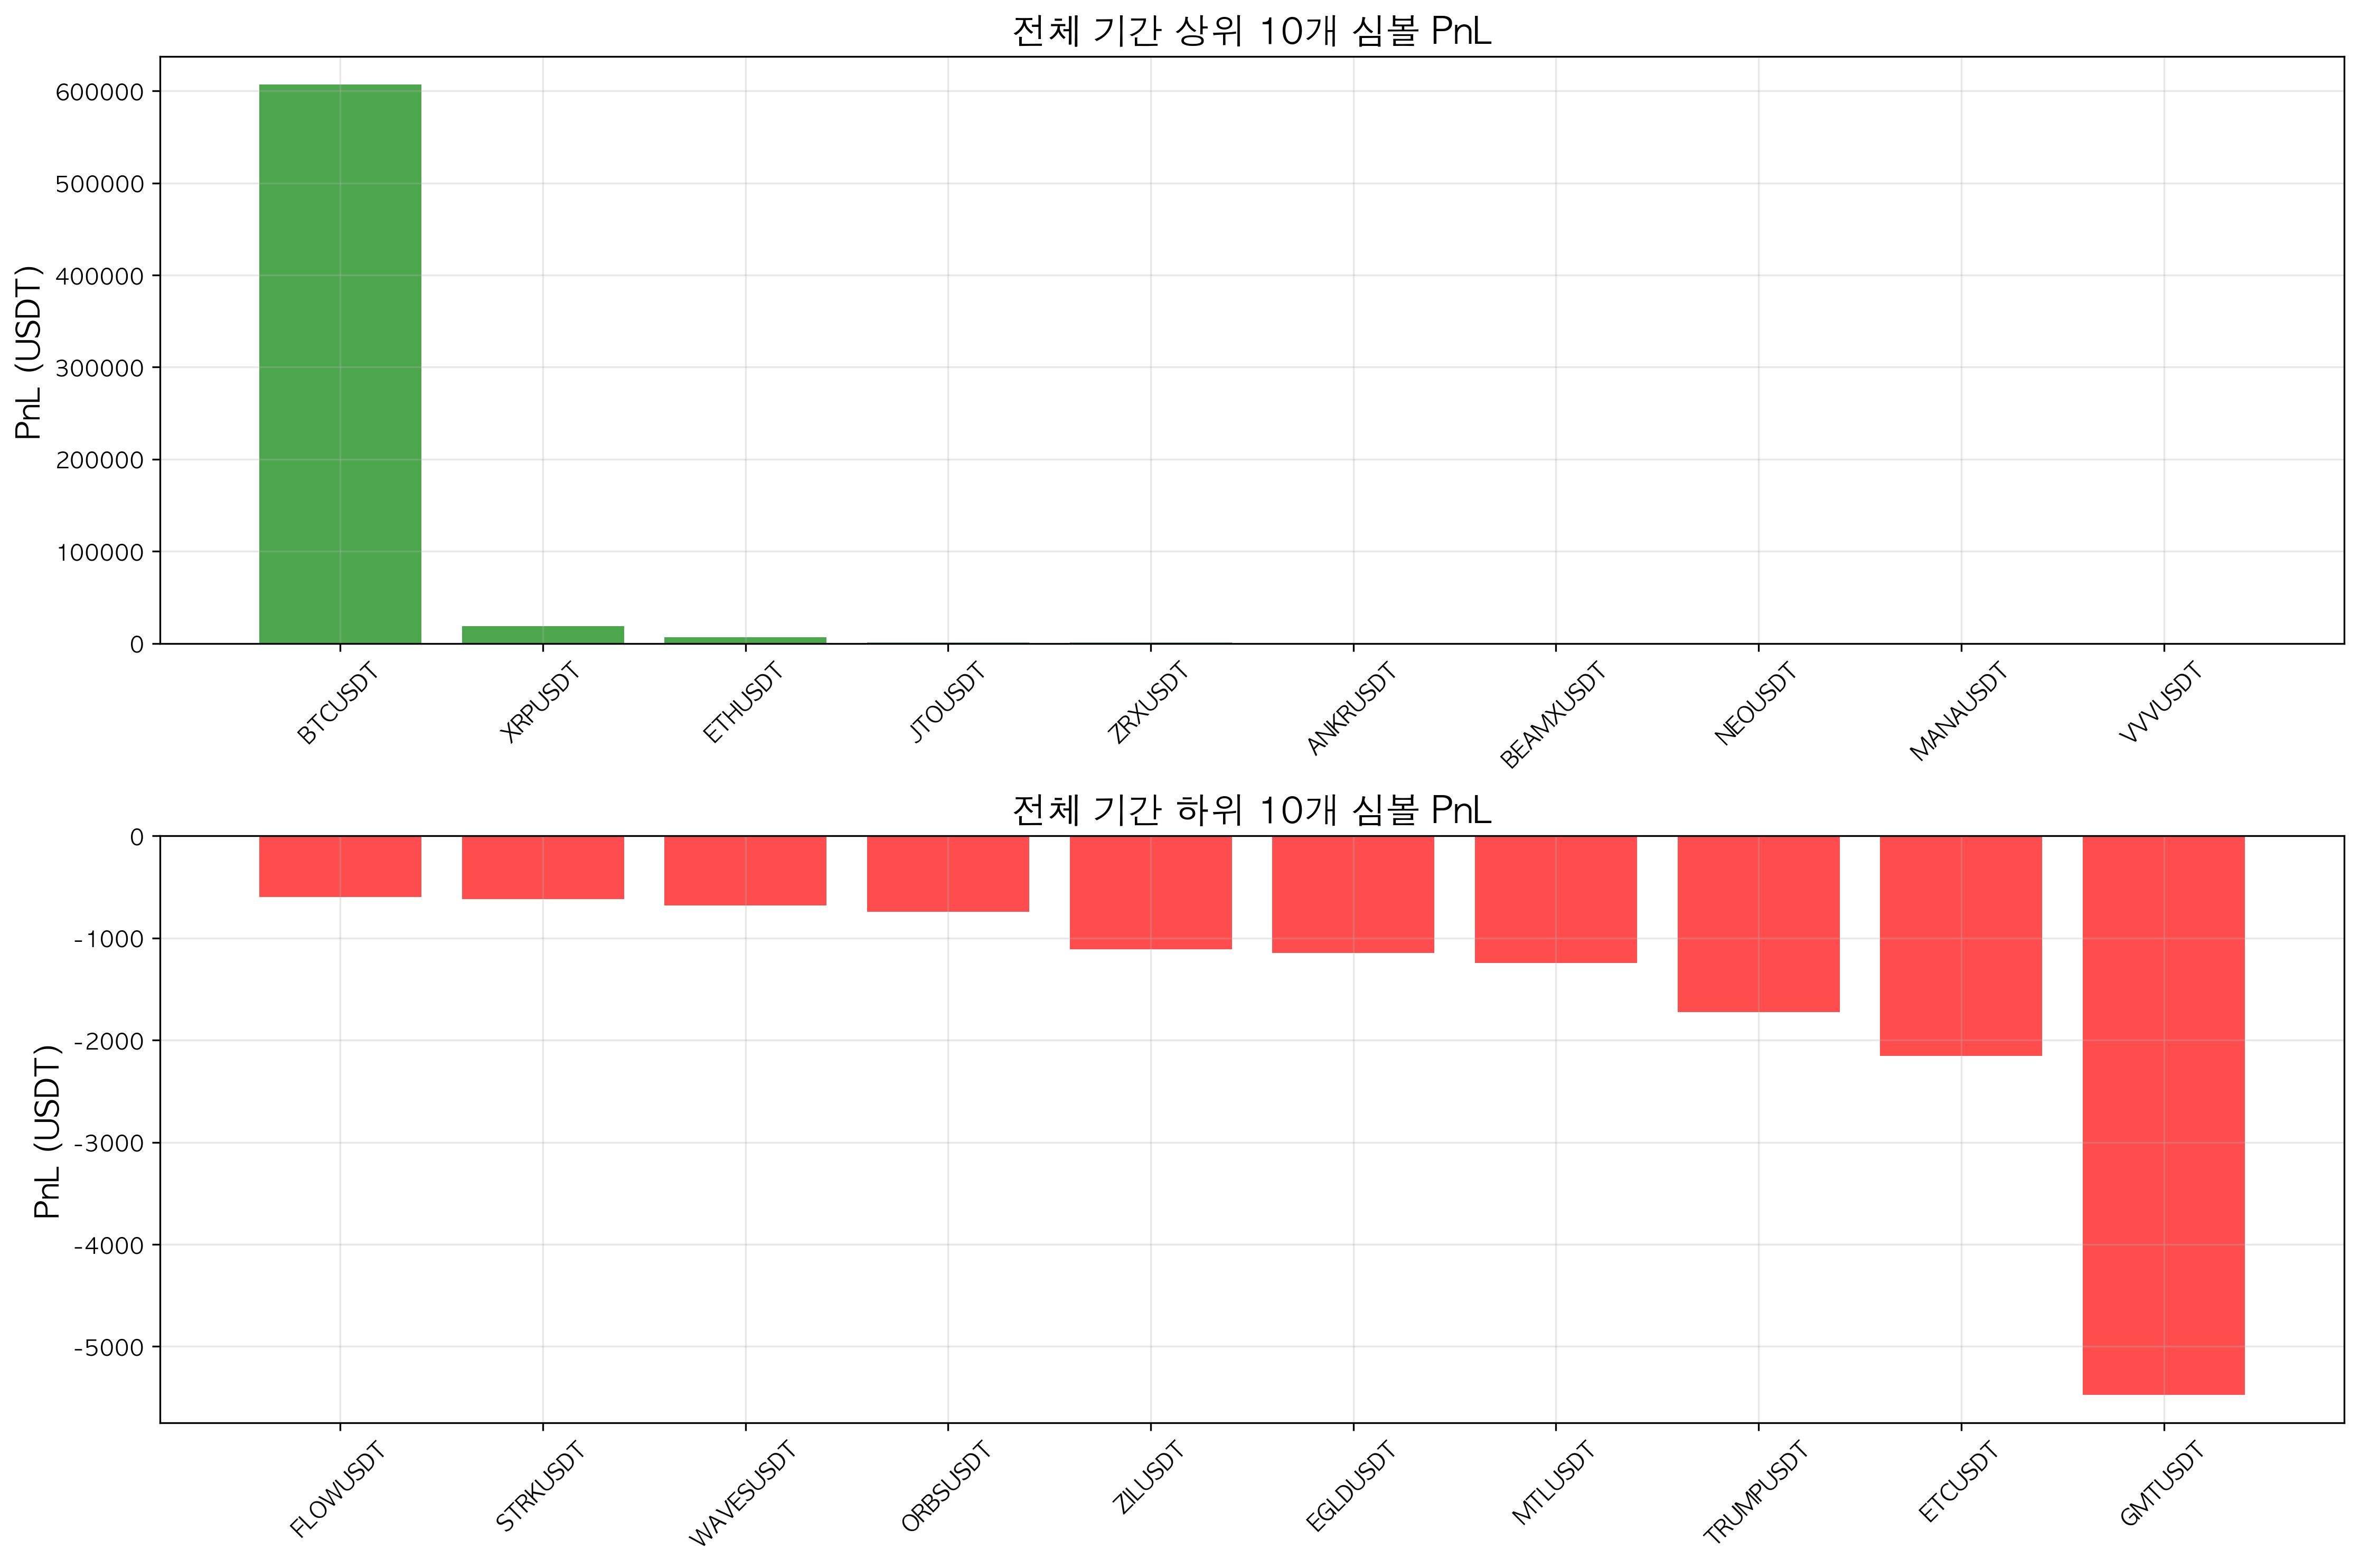 전체 기간 상위 10개 심볼 PnL
PnL (USDT)
600000
500000
400000
300000
200000
100000
0
BTCUSDT
XRPUSDT
ETHUSDT
JTOUSDT
ZRXUSDT
ANKRUSDT
BEAMXUSDT
NEOUSDT
MANAUSDT
VVVUSDT
전체 기간 하위 10개 심볼 PnL
PnL (USDT)
0
-1000
-2000
-3000
-4000
-5000
FLOWUSDT
STRKUSDT
WAVESUSDT
ORBSUSDT
ZILUSDT
EGLDUSDT
MTLUSDT
TRUMPUSDT
ETCUSDT
GMTUSDT